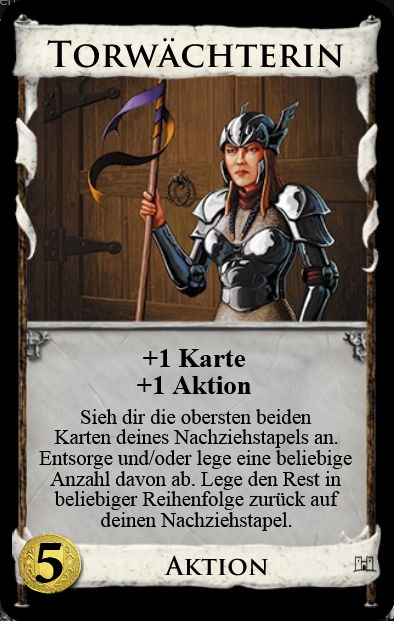 Torwächterin
+1 Karte
+1 Aktion
Sieh dir die obersten beiden
Karten deines Nachziehstapels an.
Entsorge und/oder lege eine beliebige
Anzahl davon ab. Lege den Rest in
beliebiger Reihenfolge zurück auf
deinen Nachziehstapel.
5
Aktion